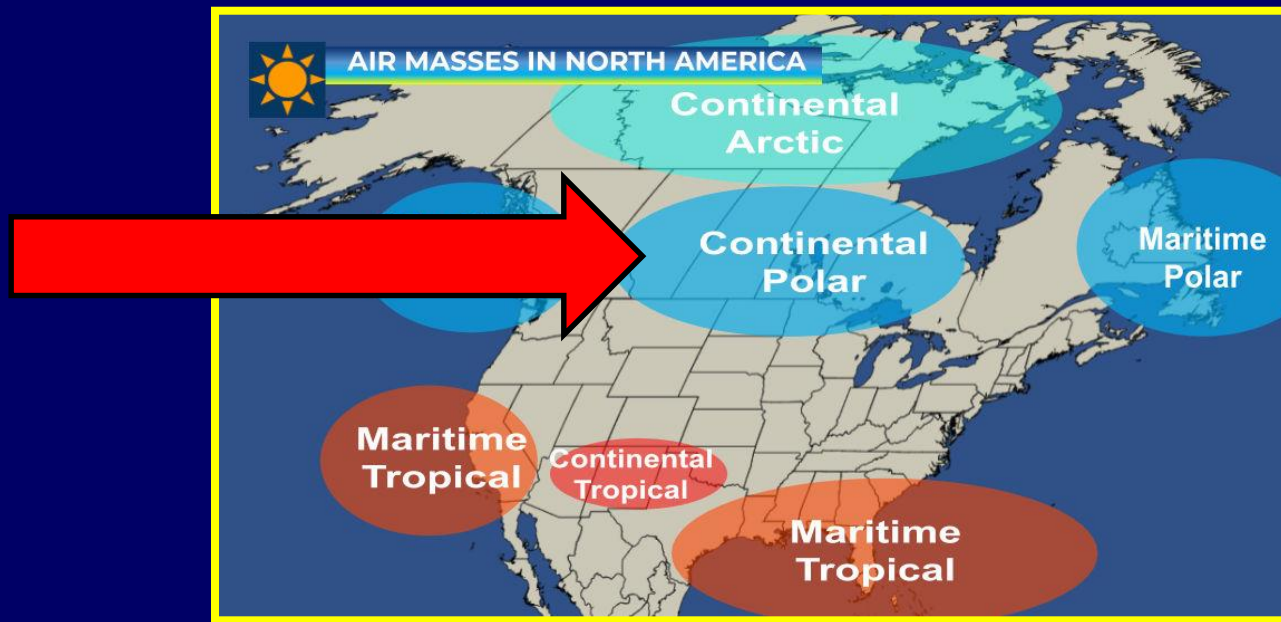 AIR MASSES IN NORTH AMERICA
Continental
Arctic
Continental
Polar
Maritime
Polar
Maritime
Tropical
Continental
Tropical
Maritime
Tropical